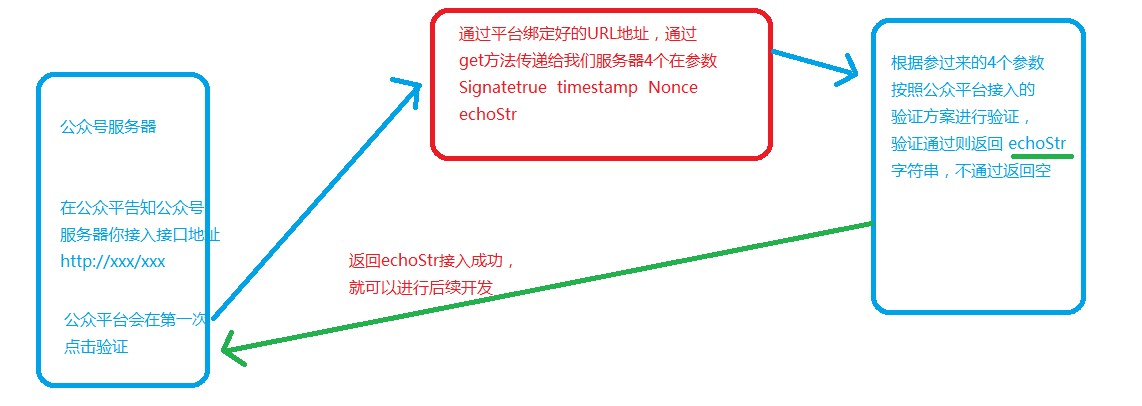 公众号服务器
在公众平告知公众号
服务器你接入接口地址
http://xxx/xxx
公众平台会在第一次
点击验证
通过平台绑定好的URL地址，通过
get方法传递给我们服务器4个在参数
Signatetrue timestamp Nonce
echoStr
根据参过来的4个参数
按照公众平台接入的
验证方案进行验证，
验证通过则返回 echoStr
字符串，不通过返回空
返回echoStr接入成功，
就可以进行后续开发